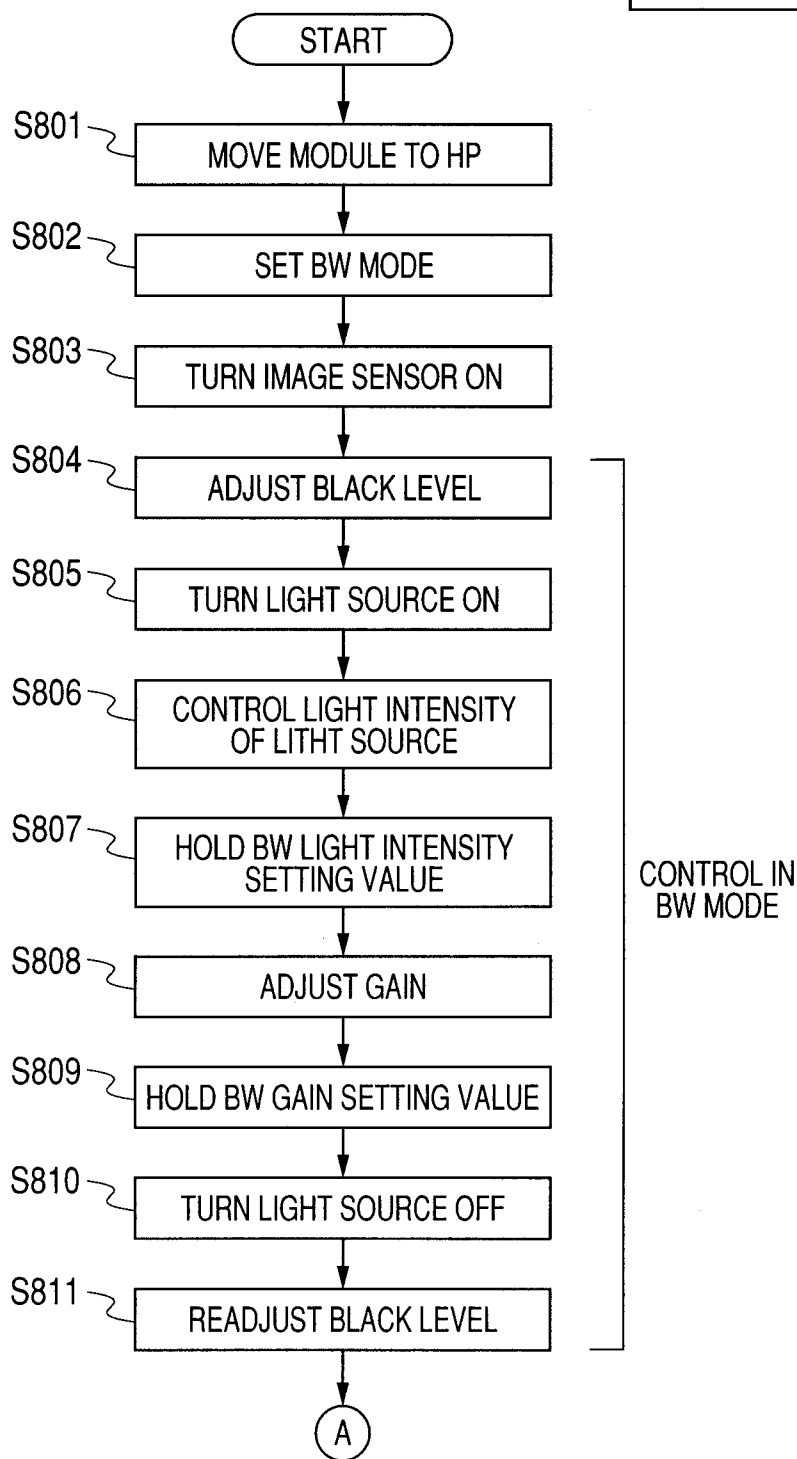 START
S801
MOVE MODULE TO HP
S802
SET BW MODE
S803
TURN IMAGE SENSOR ON
S804
ADJUST BLACK LEVEL
S805
TURN LIGHT SOURCE ON
S806
CONTROL LIGHT INTENSITY
OF LITHT SOURCE
S807
HOLD BW LIGHT INTENSITY
SETTING VALUE
CONTROL IN
BW MODE
S808
ADJUST GAIN
S809
HOLD BW GAIN SETTING VALUE
S810
TURN LIGHT SOURCE OFF
S811
READJUST BLACK LEVEL
A